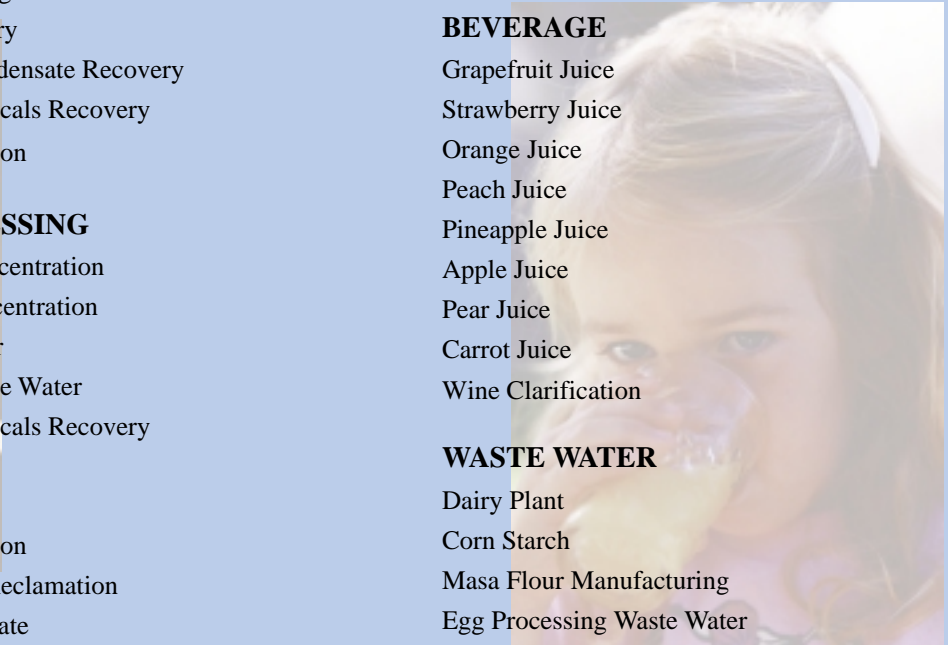 Recovery
cals Recovery
on
SSING
centration
centration
e Water
cals Recovery
on
eclamation
ate
BEVERAGE
Grapefruit Juice
Strawberry Juice
Orange Juice
Peach Juice
Pineapple Juice
Apple Juice
Pear Juice
Carrot Juice
Wine Clarification
WASTE WATER
Dairy Plant
Corn Starch
Masa Flour Manufacturing
Egg Processing Waste Water